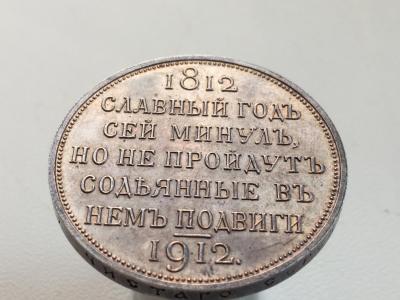 1812
СЛАВНЫЙ ГОДЪ
СЕЙ МИНУЛЪ,
НО НЕ ПРОЙДУТЪ
СОДѢЯННЫЕ ВЪ
НЕМЪ ПОДВИГИ
1912.